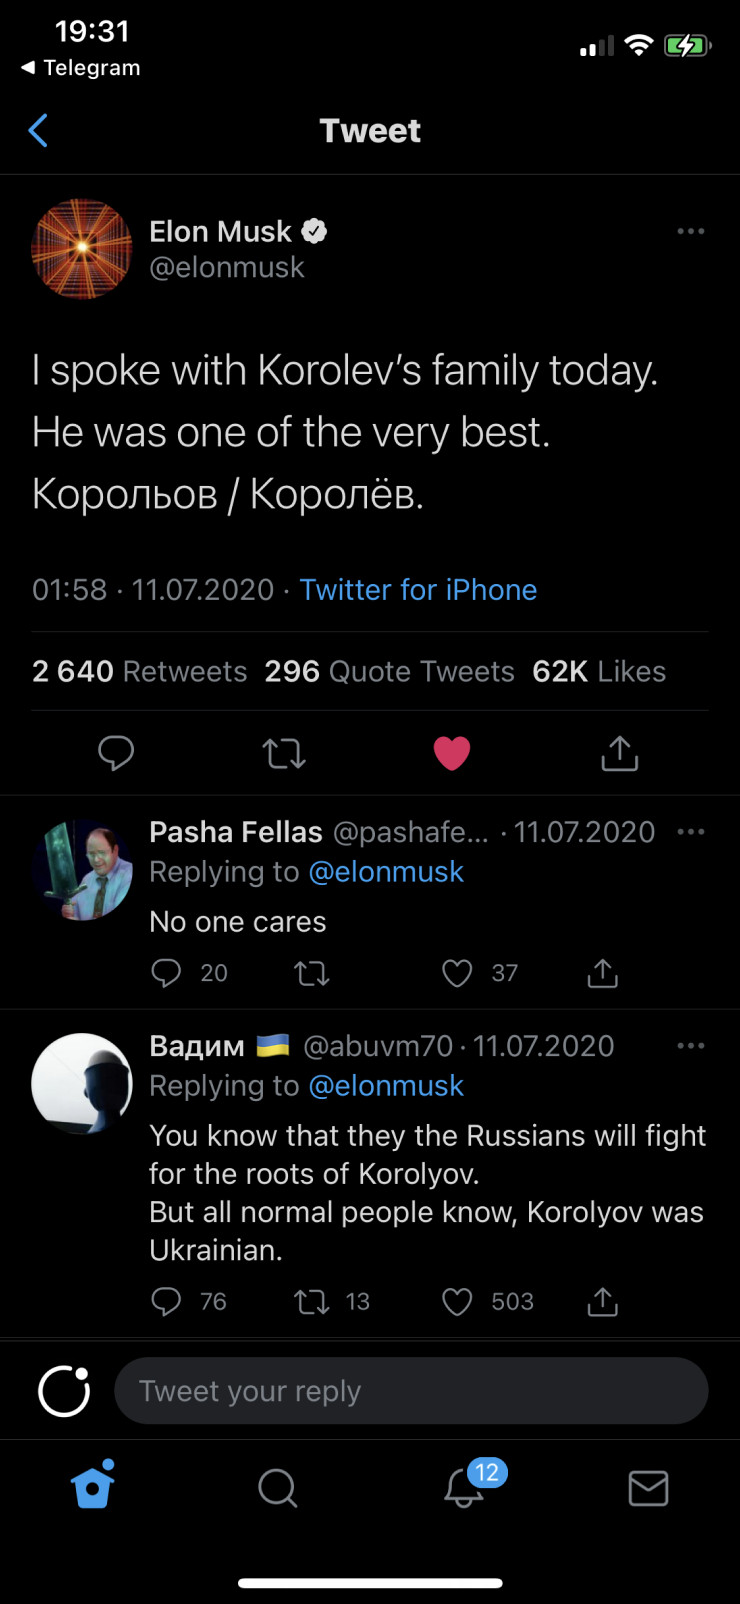 19:31
◀ Telegram
Tweet
Elon Musk
@elonmusk
I spoke with Korolev’s family today.
He was one of the very best.
Корольов / Королёв.
01:58 · 11.07.2020 · Twitter for iPhone
2 640 Retweets 296 Quote Tweets 62K Likes
Pasha Fellas @pashafe... · 11.07.2020
Replying to @elonmusk
No one cares
20 37
Вадим 🇺🇦 @abuvm70 · 11.07.2020
Replying to @elonmusk
You know that they the Russians will fight
for the roots of Korolyov.
But all normal people know, Korolyov was
Ukrainian.
76 13 503
Tweet your reply
12